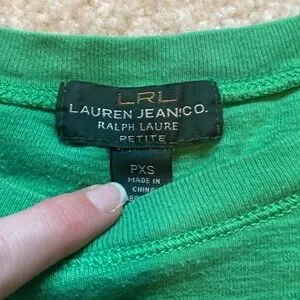 LRL
LAUREN JEANS CO.
RALPH LAURE
PETITE
PXS
MADE IN
CHINA